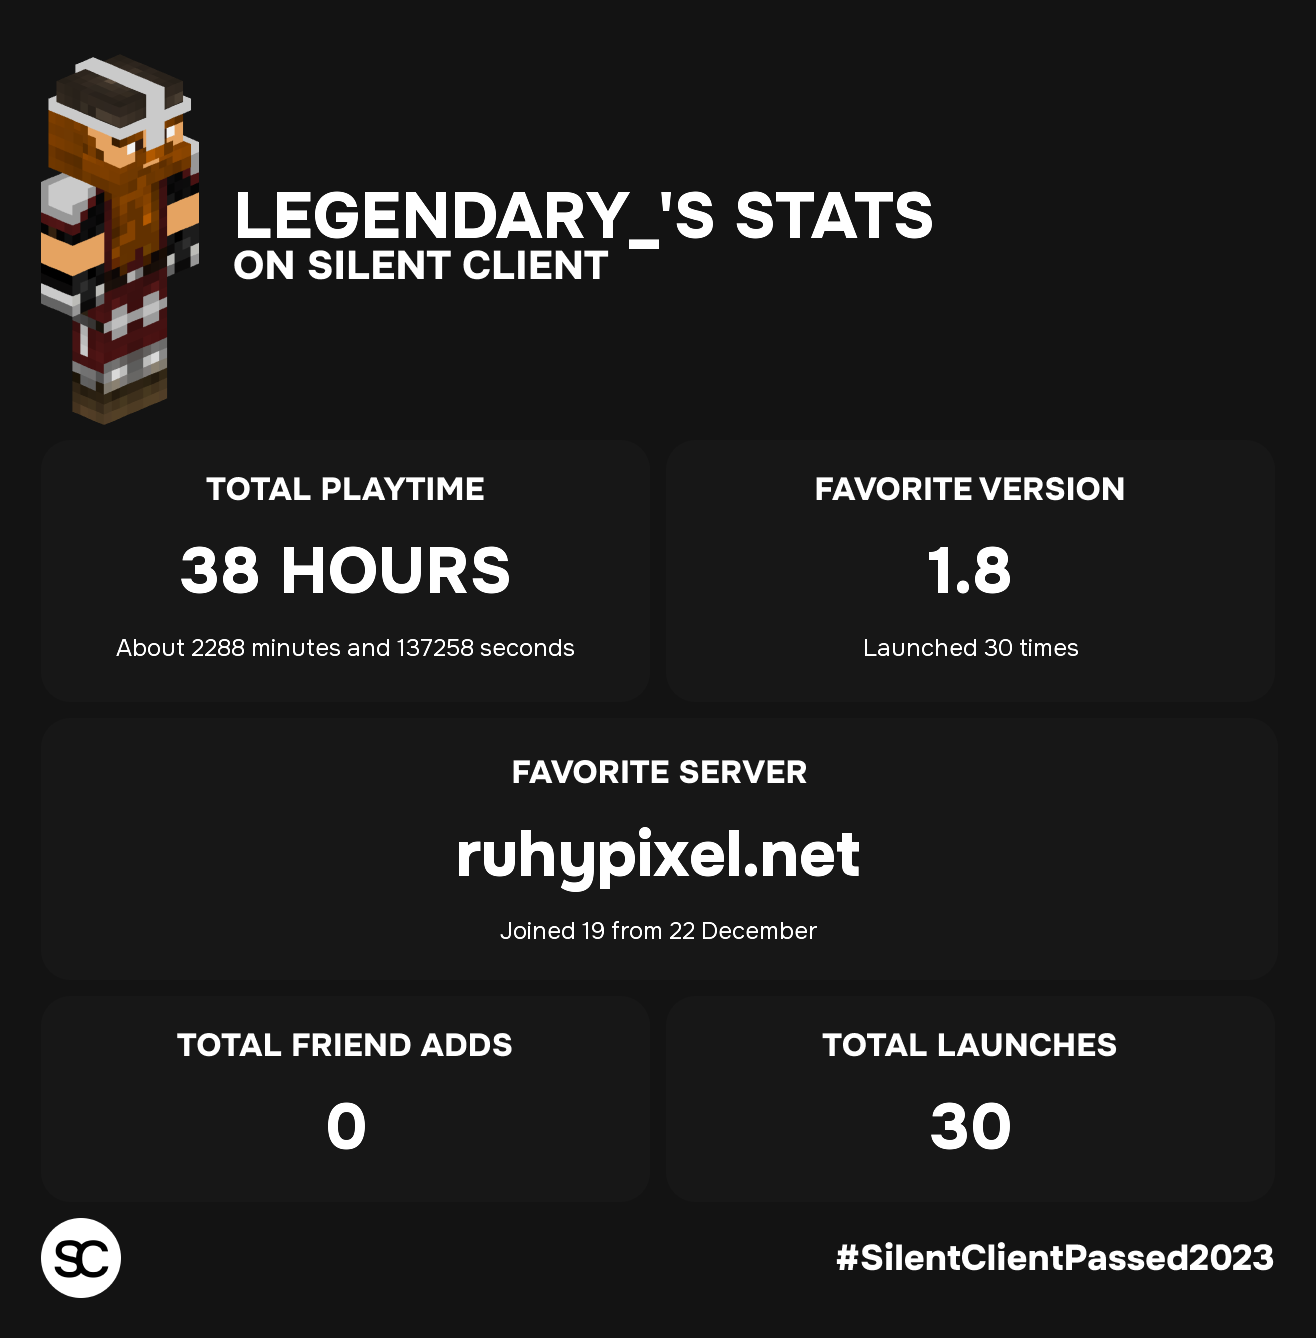 LEGENDARY_'S STATS
ON SILENT CLIENT
TOTAL PLAYTIME
38 HOURS
About 2288 minutes and 137258 seconds
FAVORITE VERSION
1.8
Launched 30 times
FAVORITE SERVER
ruhypixel.net
Joined 19 from 22 December
TOTAL FRIEND ADDS
0
TOTAL LAUNCHES
30
SC
#SilentClientPassed2023